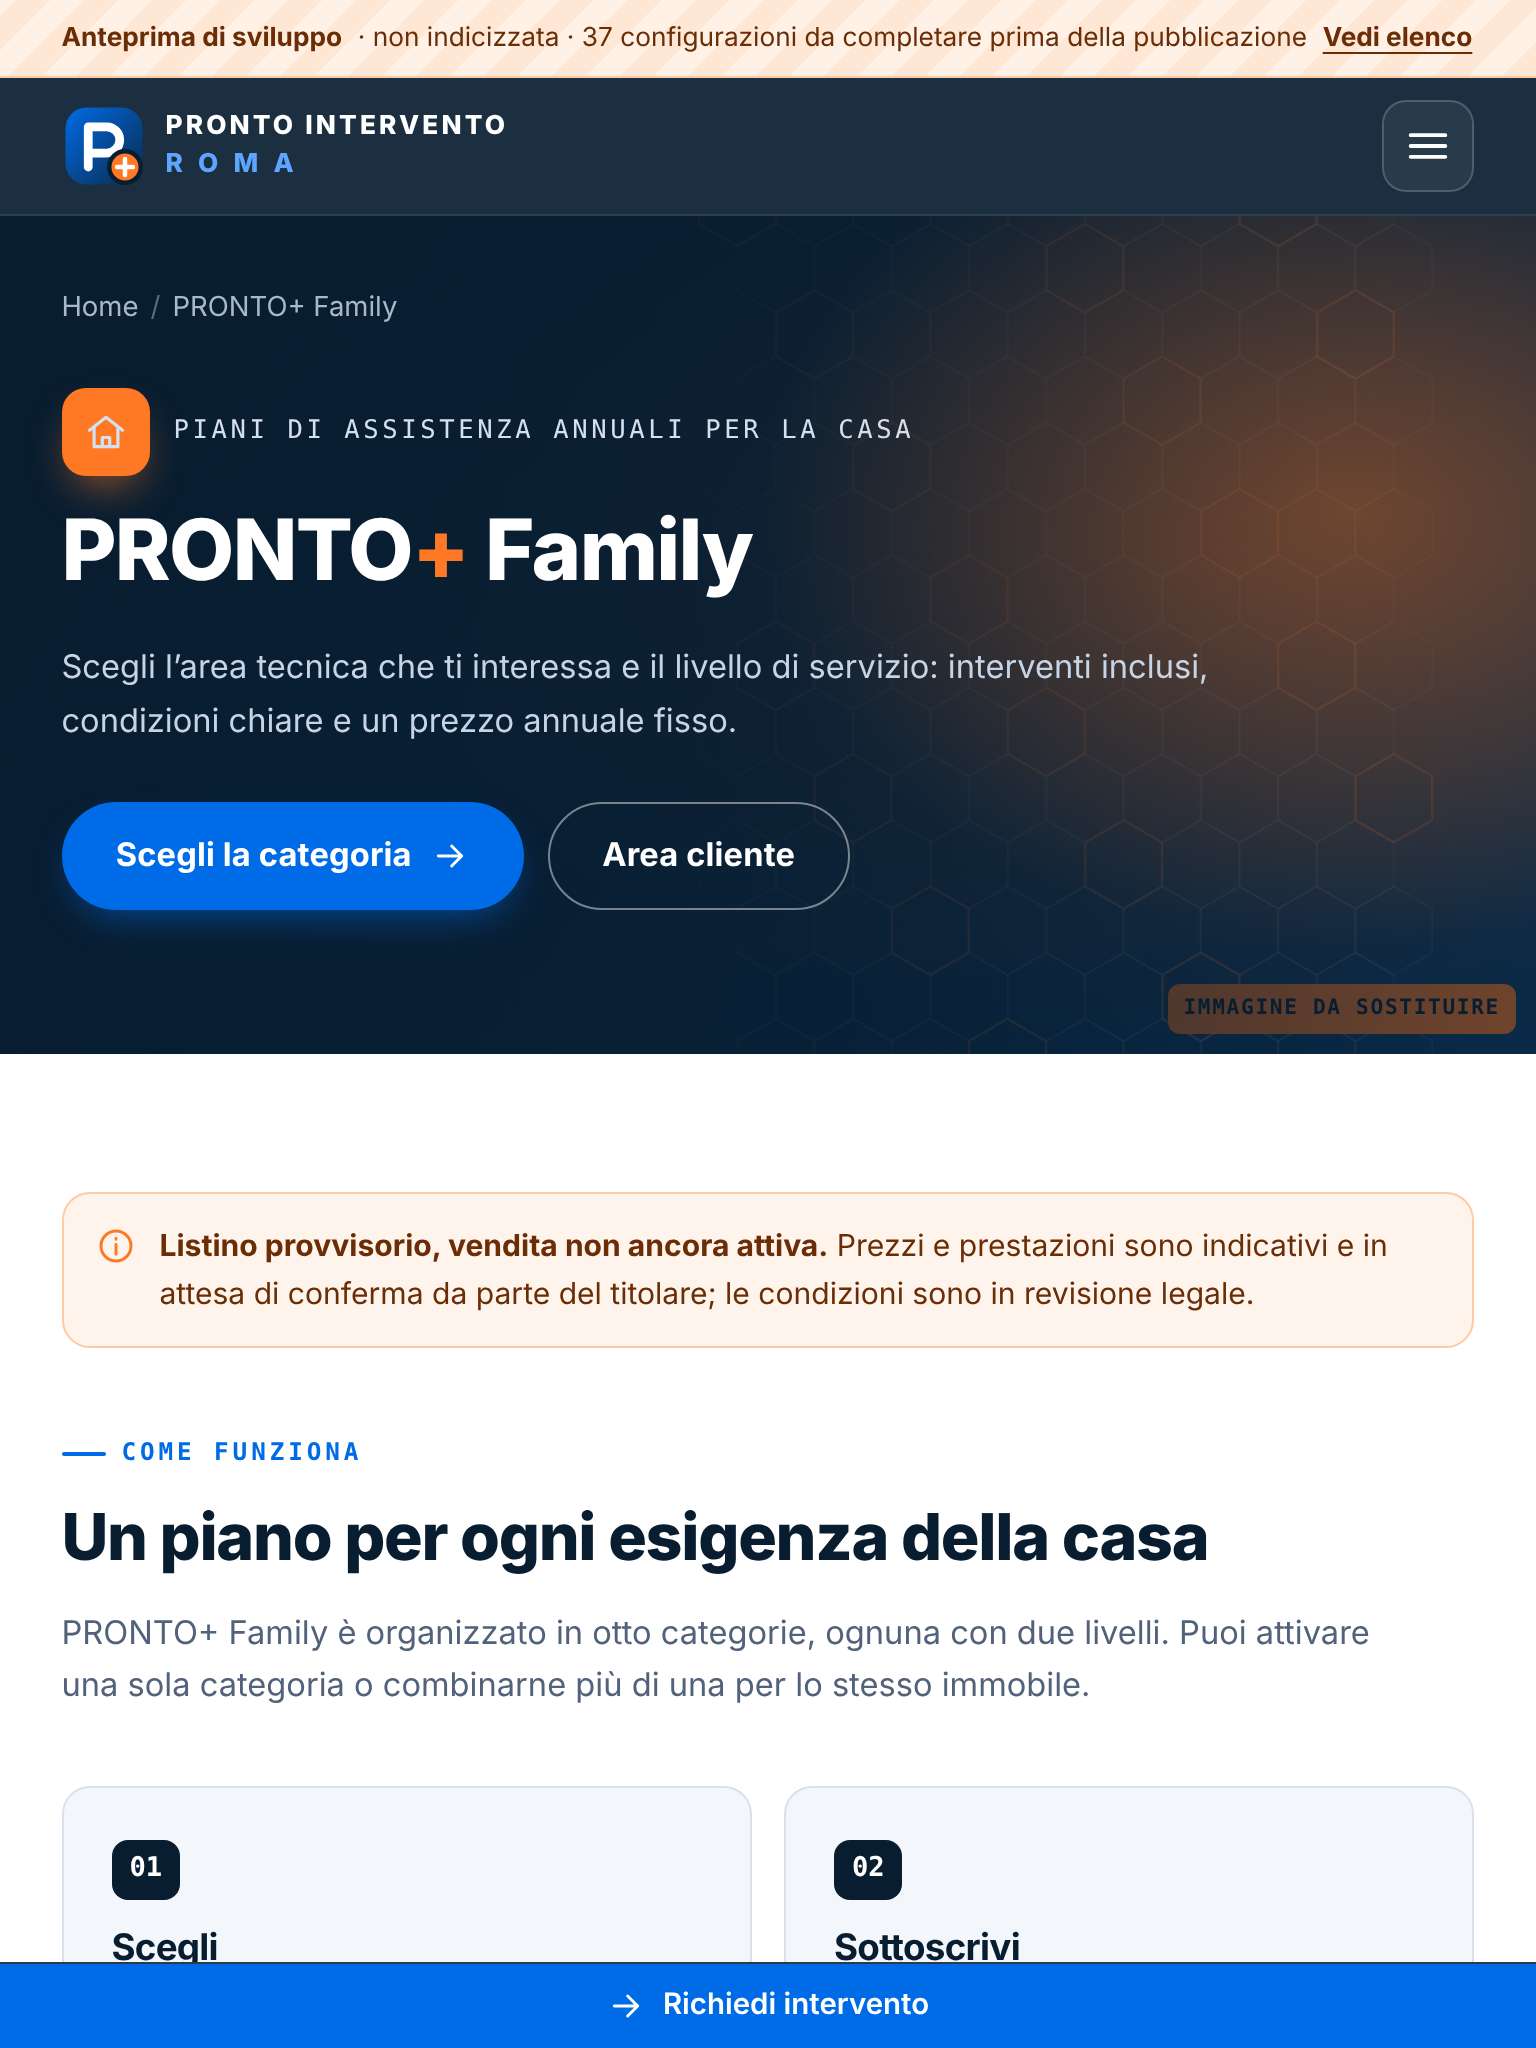 Anteprima di sviluppo · non indicizzata · 37 configurazioni da completare prima della pubblicazione Vedi elenco
PRONTO INTERVENTO
ROMA
Home / PRONTO+ Family
PIANI DI ASSISTENZA ANNUALI PER LA CASA
PRONTO+ Family
Scegli l’area tecnica che ti interessa e il livello di servizio: interventi inclusi,
condizioni chiare e un prezzo annuale fisso.
Scegli la categoria →
Area cliente
IMMAGINE DA SOSTITUIRE
Listino provvisorio, vendita non ancora attiva. Prezzi e prestazioni sono indicativi e in
attesa di conferma da parte del titolare; le condizioni sono in revisione legale.
COME FUNZIONA
Un piano per ogni esigenza della casa
PRONTO+ Family è organizzato in otto categorie, ognuna con due livelli. Puoi attivare
una sola categoria o combinarne più di una per lo stesso immobile.
01
Scegli
02
Sottoscrivi
→ Richiedi intervento